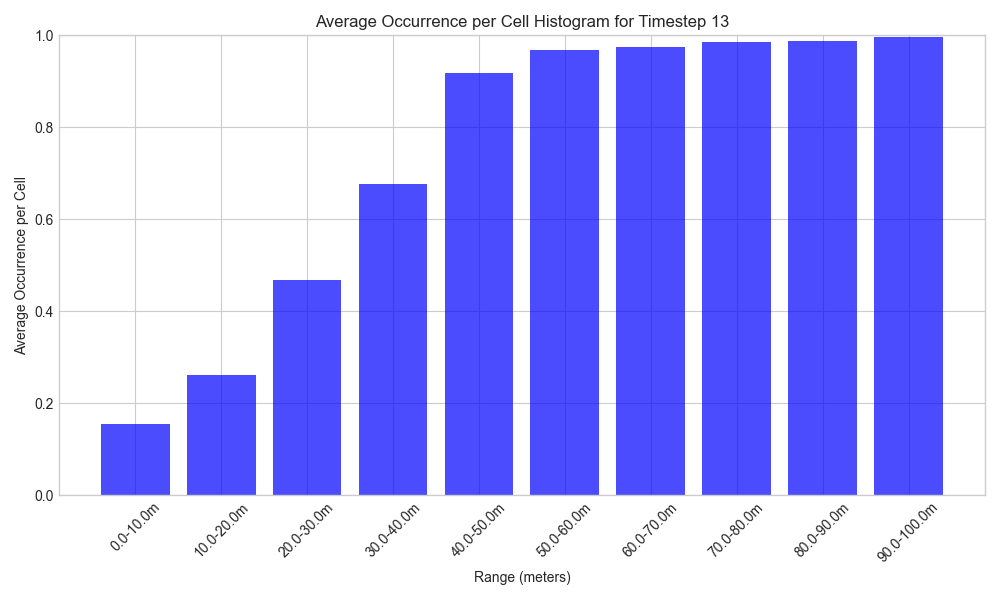 Average Occurrence per Cell Histogram for Timestep 13
1.0
0.8
0.6
0.4
0.2
0.0
Average Occurrence per Cell
0.0-10.0m
10.0-20.0m
20.0-30.0m
30.0-40.0m
40.0-50.0m
50.0-60.0m
60.0-70.0m
70.0-80.0m
80.0-90.0m
90.0-100.0m
Range (meters)